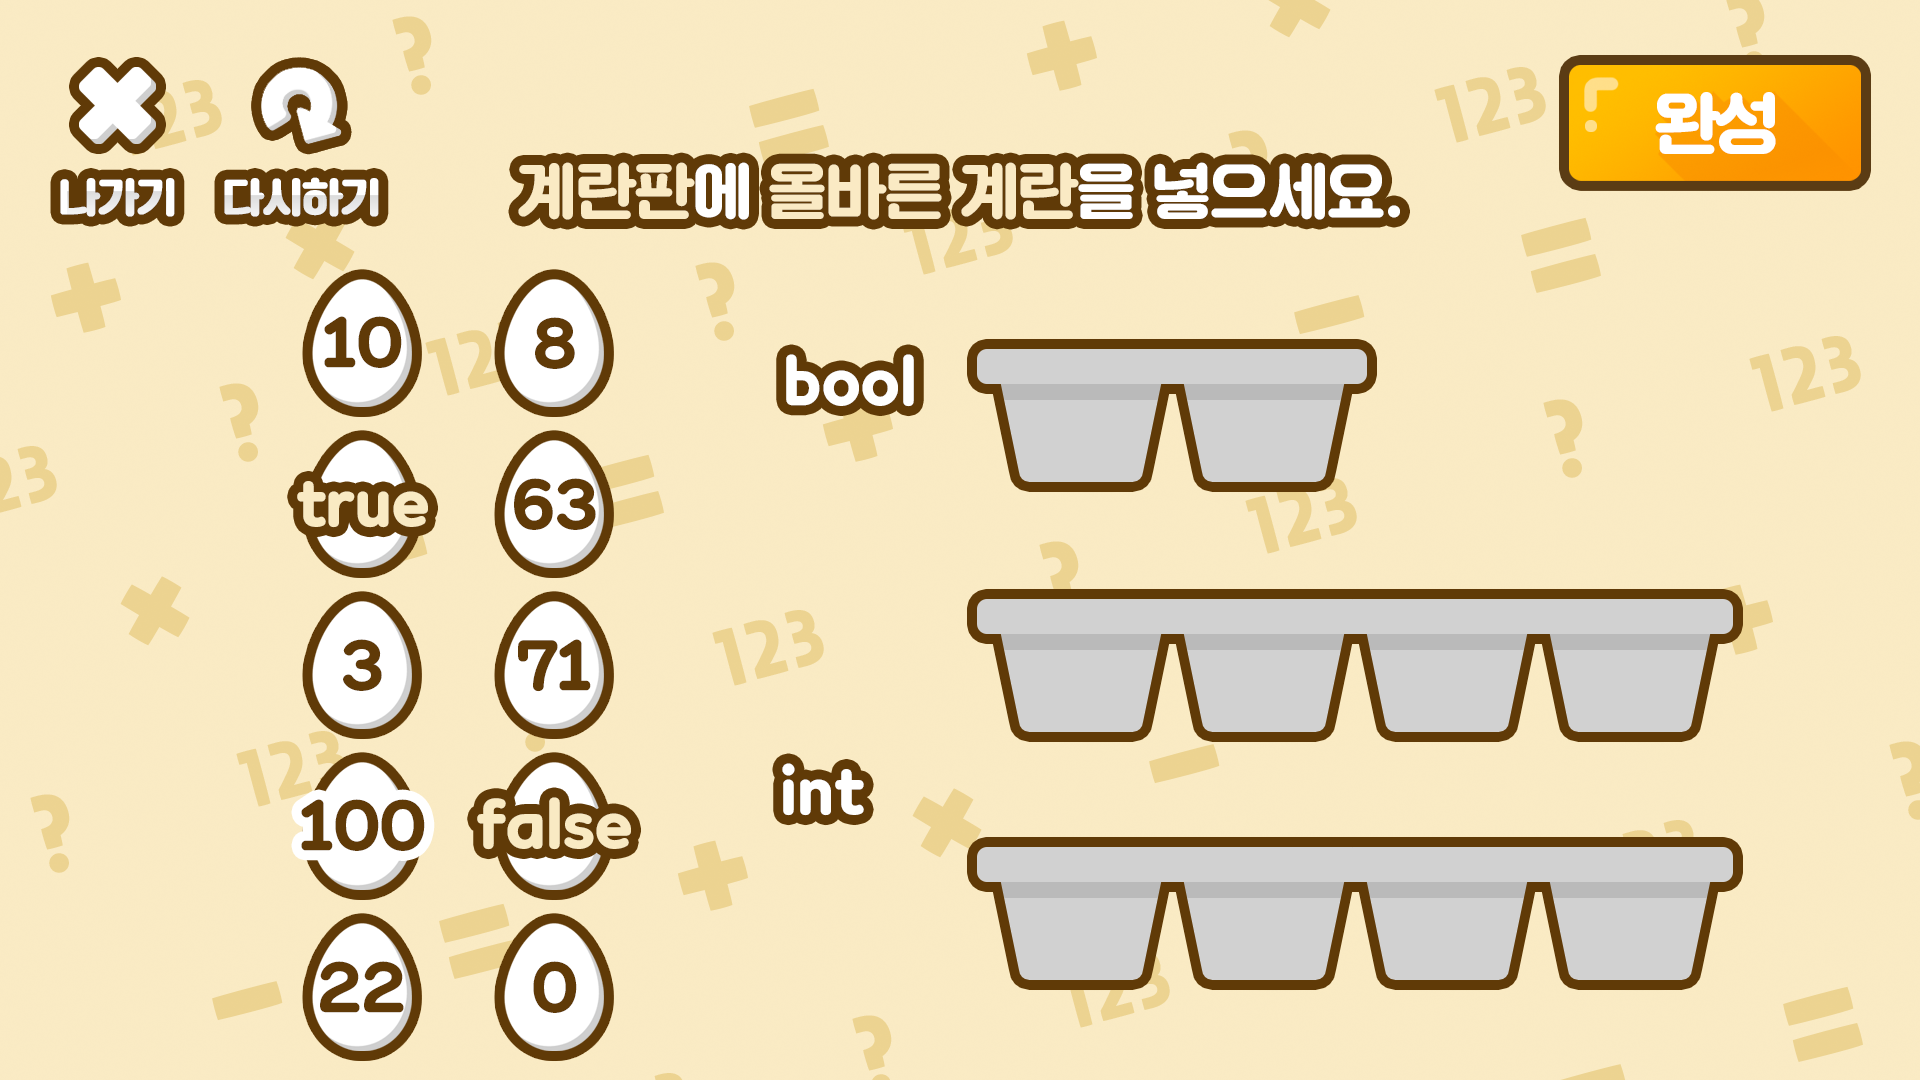 나가기
다시하기
완성
계란판에 올바른 계란을 넣으세요.
10 8
true 63
3 71
100 false
22 0
bool
int